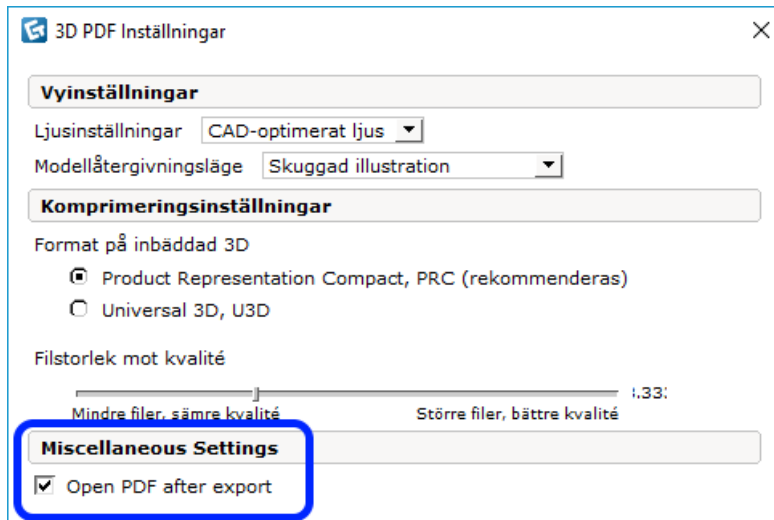 3D PDF Inställningar
Vyinställningar
Ljusinställningar CAD-optimerat ljus
Modellåtergivningsläge Skuggad illustration
Komprimeringsinställningar
Format på inbäddad 3D
Product Representation Compact, PRC (rekommenderas)
Universal 3D, U3D
Filstorlek mot kvalité
Mindre filer, sämre kvalité Större filer, bättre kvalité
Miscellaneous Settings
Open PDF after export